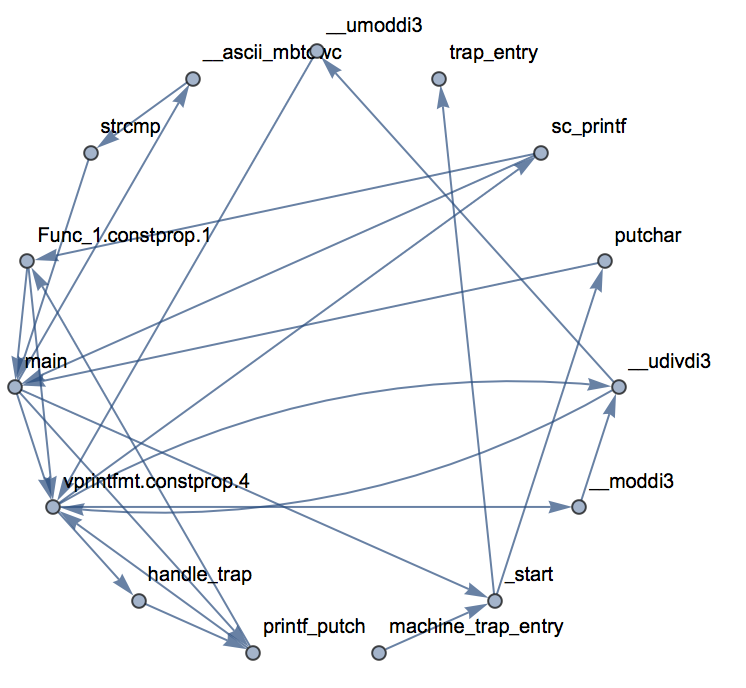 __umoddi3
__ascii_mbtowc
trap_entry
strcmp
sc_printf
Func_1.constprop.1
putchar
main
__udivdi3
vprintfmt.constprop.4
__moddi3
handle_trap
_start
printf_putch
machine_trap_entry